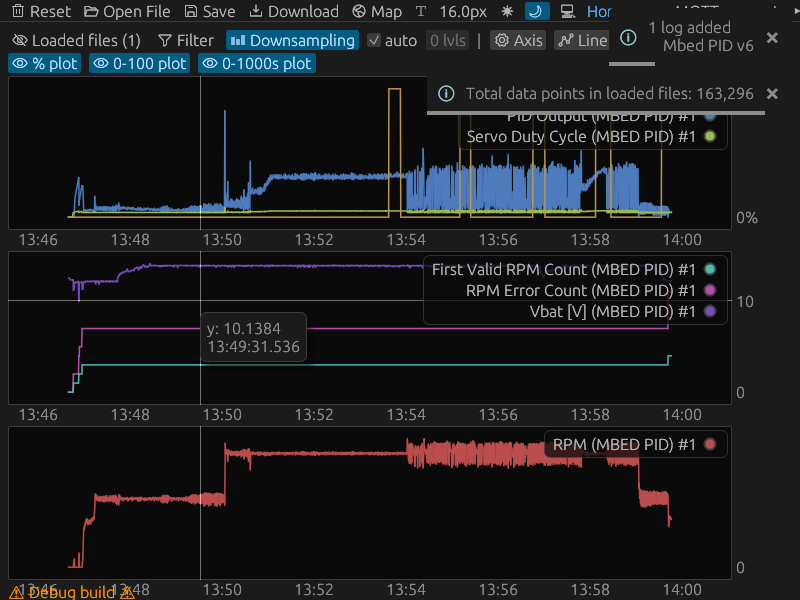 Reset Open File Save Download Map T 16.0px Hor
Loaded files (1) Filter Downsampling auto 0 lvls | Axis Line
1 log added
Mbed PID v6
% plot 0-100 plot 0-1000s plot
Total data points in loaded files: 163,296
PID Output (MBED PID) #1
Servo Duty Cycle (MBED PID) #1
0%
13:46 13:48 13:50 13:52 13:54 13:56 13:58 14:00
First Valid RPM Count (MBED PID) #1
RPM Error Count (MBED PID) #1
Vbat [V] (MBED PID) #1
10
y: 10.1384
13:49:31.536
0
13:46 13:48 13:50 13:52 13:54 13:56 13:58 14:00
RPM (MBED PID) #1
0
13:46 13:48 13:50 13:52 13:54 13:56 13:58 14:00
Debug build